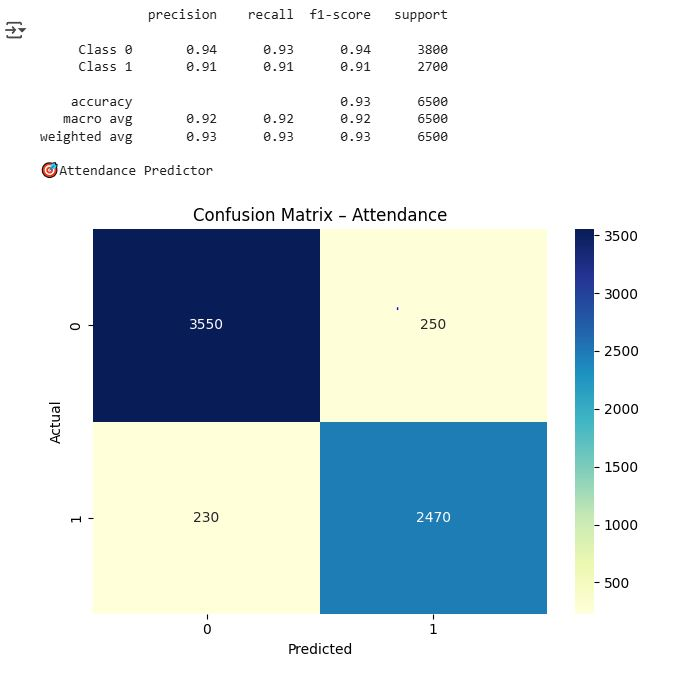 precision recall f1-score support
Class 0 0.94 0.93 0.94 3800
Class 1 0.91 0.91 0.91 2700
accuracy 0.93 6500
macro avg 0.92 0.92 0.92 6500
weighted avg 0.93 0.93 0.93 6500
🎯Attendance Predictor
Confusion Matrix – Attendance
3500
3000
2500
2000
1500
1000
500
Actual
0
3550 250
1
230 2470
0 1
Predicted